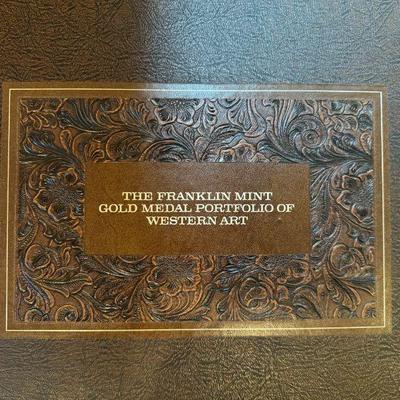 THE FRANKLIN MINT
GOLD MEDAL PORTFOLIO OF
WESTERN ART